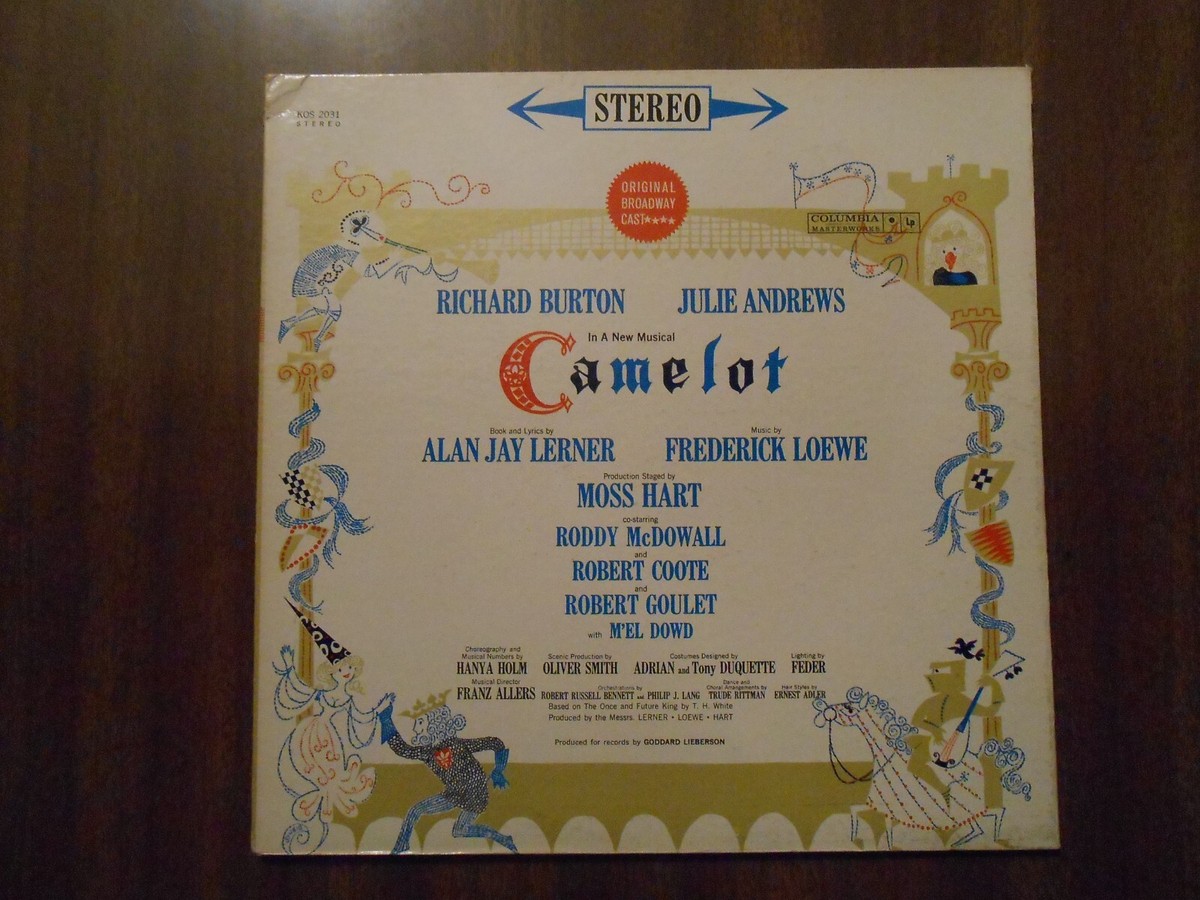 KOS 2031
STEREO
STEREO
ORIGINAL
BROADWAY
CAST★★★★
COLUMBIA
MASTERWORKS
Lp
RICHARD BURTON JULIE ANDREWS
In A New Musical
Camelot
Book and Lyrics by Music by
ALAN JAY LERNER FREDERICK LOEWE
Production Staged by
MOSS HART
co-starring
RODDY McDOWALL
and
ROBERT COOTE
and
ROBERT GOULET
with M'EL DOWD
Choreography and
Musical Numbers by Scenic Production by Costumes Designed by Lighting by
HANYA HOLM OLIVER SMITH ADRIAN and Tony DUQUETTE FEDER
Musical Director Orchestrations by Dance and Choral Arrangements by Hair Styles by
FRANZ ALLERS ROBERT RUSSELL BENNETT and PHILIP J. LANG TRUDE RITTMAN ERNEST ADLER
Based on The Once and Future King by T. H. White
Produced by the Messrs. LERNER • LOEWE • HART
Produced for records by GODDARD LIEBERSON